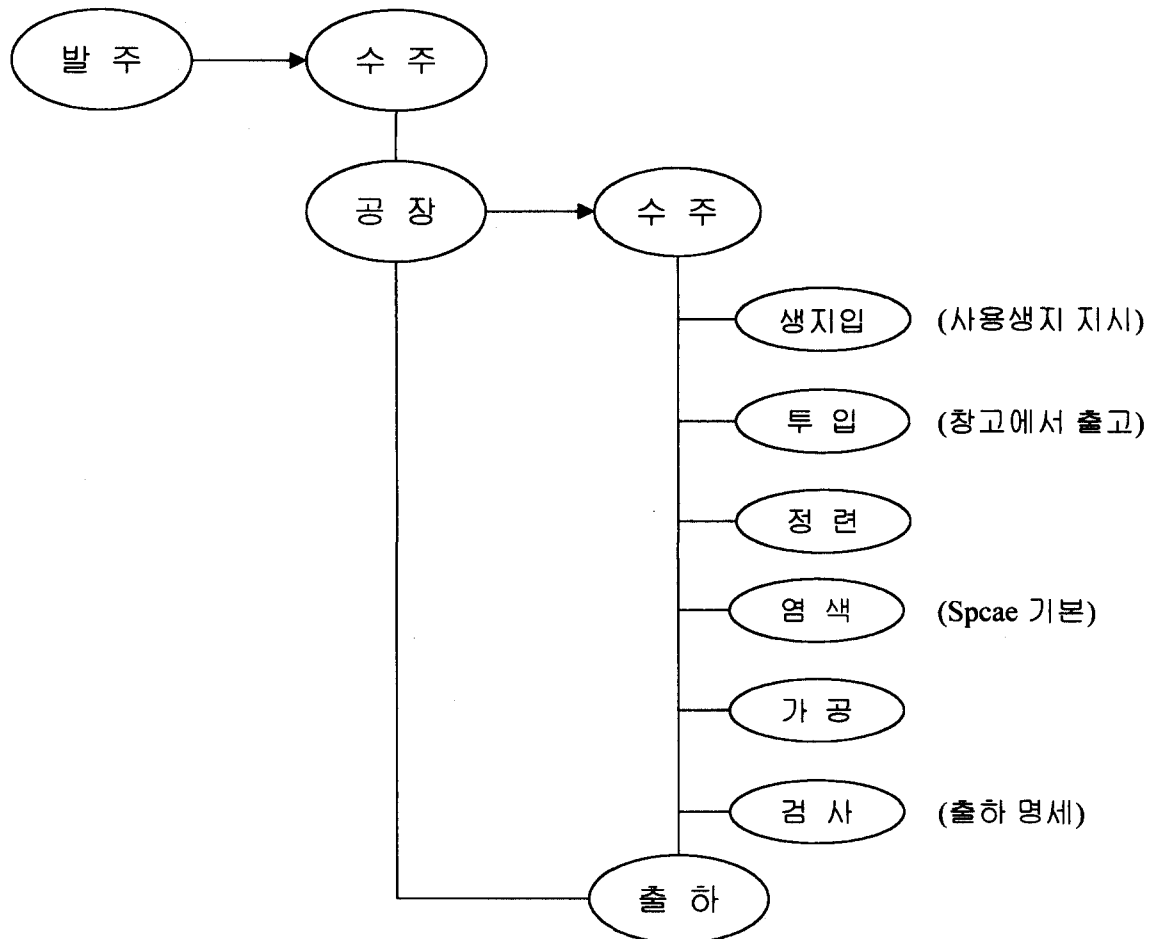 발 주
수 주
공 장
수 주
생지입 (사용생지 지시)
투 입 (창고에서 출고)
정 련
염 색 (Spcae 기본)
가 공
검 사 (출하 명세)
출 하